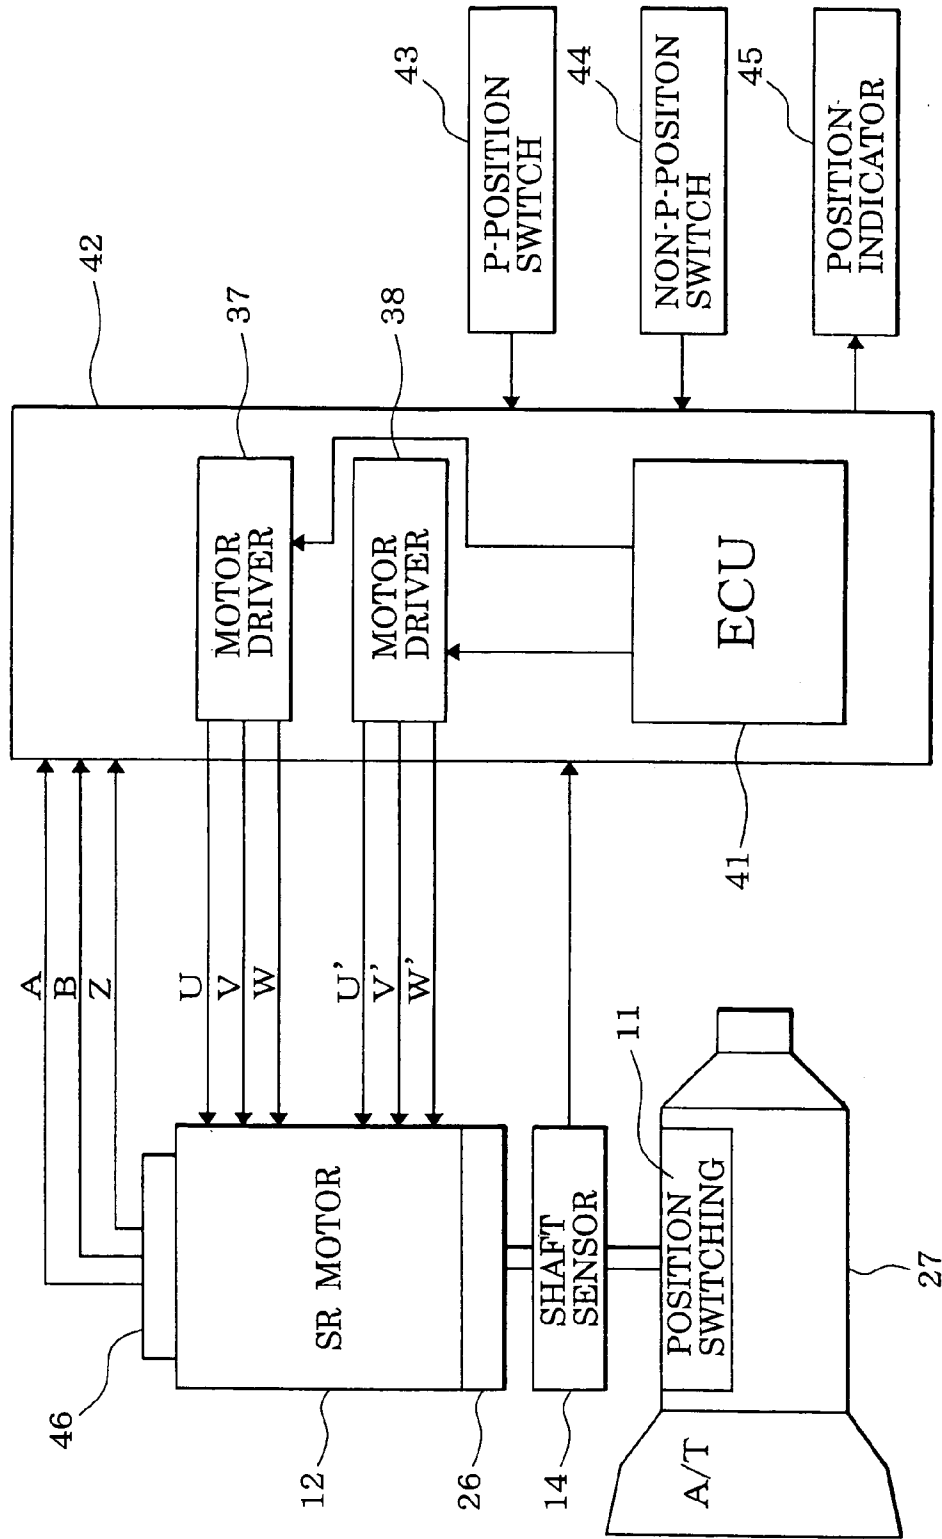 A
B
Z
U
V
W
U'
V'
W'
46
SR MOTOR
12
26
SHAFT
SENSOR
14
POSITION
SWITCHING
11
A/T
27
42
MOTOR
DRIVER
37
MOTOR
DRIVER
38
ECU
41
P-POSITION
SWITCH
43
NON-P-POSITON
SWITCH
44
POSITION-
INDICATOR
45